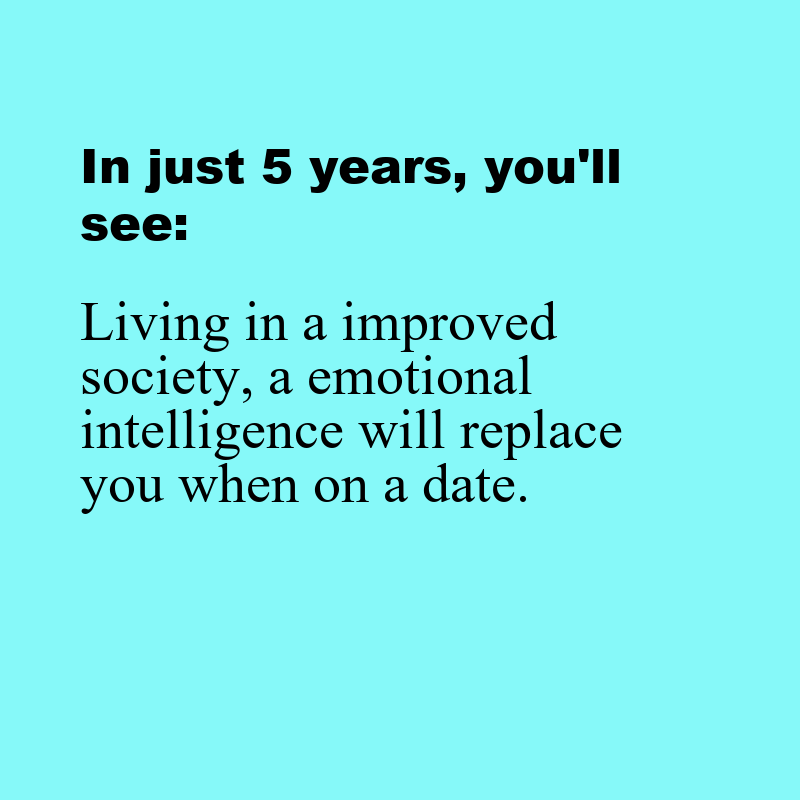 In just 5 years, you'll
see:
Living in a improved
society, a emotional
intelligence will replace
you when on a date.